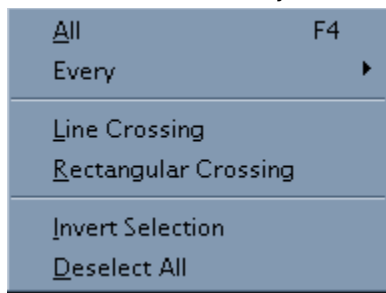 All F4
Every
Line Crossing
Rectangular Crossing
Invert Selection
Deselect All